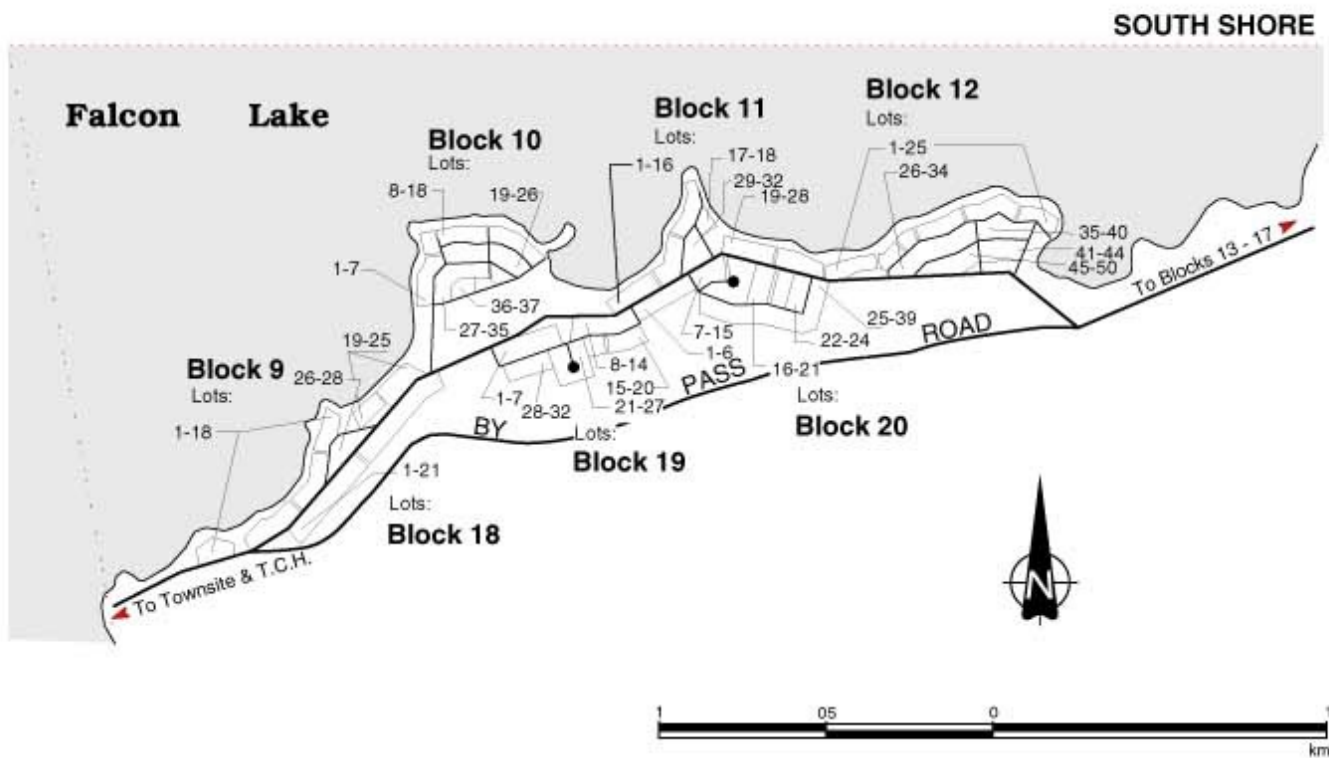 SOUTH SHORE
Falcon Lake
Block 10
Lots:
8-18
19-26
1-7
36-37
27-35
Block 11
Lots:
1-16
17-18
29-32
19-28
Block 12
Lots:
1-25
26-34
35-40
41-44
45-50
To Blocks 13 - 17
Block 9
Lots:
19-25
26-28
1-18
1-21
Lots:
Block 18
8-14
15-20
1-7
28-32
21-27
Lots:
Block 19
7-15
1-6
25-39
22-24
16-21
Lots:
Block 20
BY PASS ROAD
To Townsite & T.C.H.
N
1 05 0 1
km